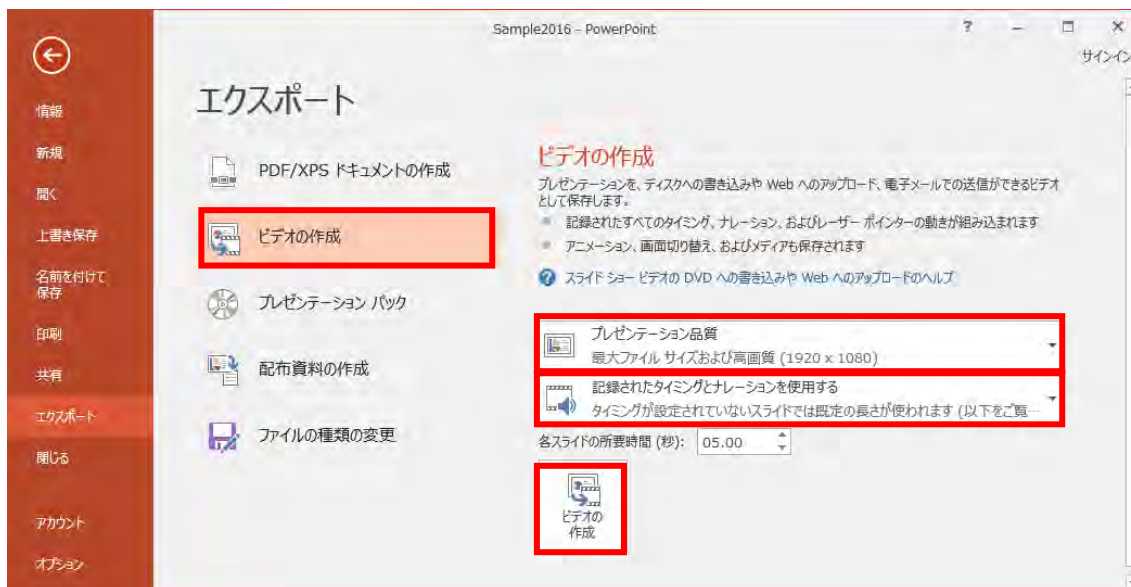 Sample2016 - PowerPoint
?
サインイン
情報
新規
開く
上書き保存
名前を付けて
保存
印刷
共有
エクスポート
閉じる
アカウント
オプション
エクスポート
PDF/XPS ドキュメントの作成
ビデオの作成
プレゼンテーション パック
配布資料の作成
ファイルの種類の変更
ビデオの作成
プレゼンテーションを、ディスクへの書き込みや Web へのアップロード、電子メールでの送信ができるビデオ
として保存します。
記録されたすべてのタイミング、ナレーション、およびレーザー ポインターの動きが組み込まれます
アニメーション、画面切り替え、およびメディアも保存されます
スライド ショー ビデオの DVD への書き込みや Web へのアップロードのヘルプ
プレゼンテーション品質
最大ファイル サイズおよび高画質 (1920 x 1080)
記録されたタイミングとナレーションを使用する
タイミングが設定されていないスライドでは既定の長さが使われます (以下をご覧…
各スライドの所要時間 (秒): 05.00
ビデオの
作成